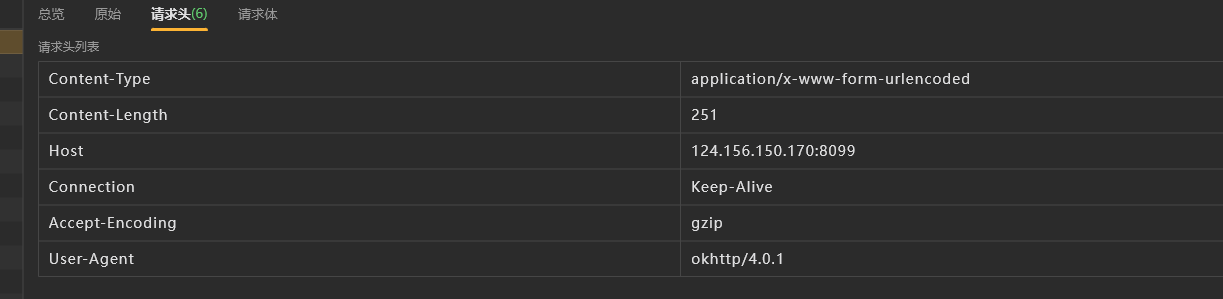 总览 原始 请求头(6) 请求体
请求头列表
Content-Type application/x-www-form-urlencoded
Content-Length 251
Host 124.156.150.170:8099
Connection Keep-Alive
Accept-Encoding gzip
User-Agent okhttp/4.0.1